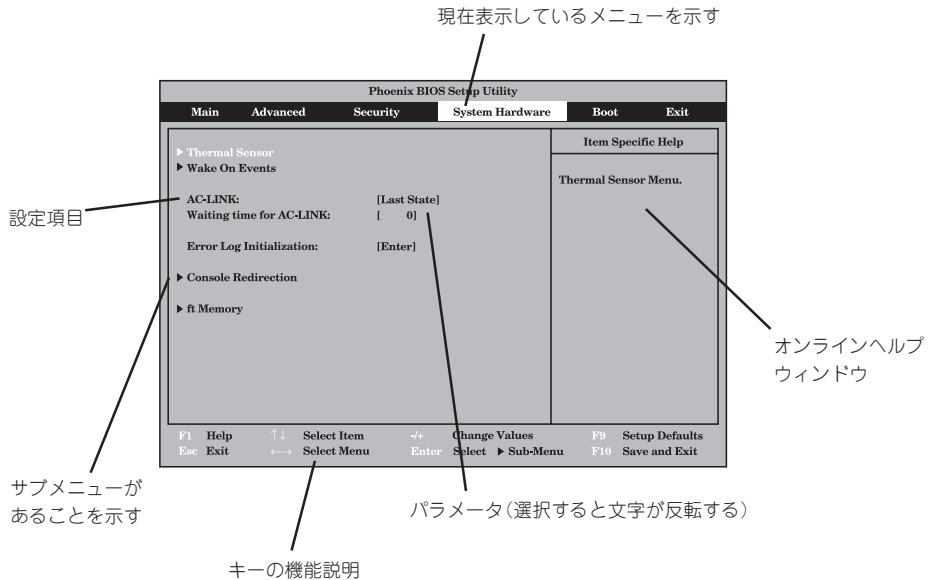 現在表示しているメニューを示す
Phoenix BIOS Setup Utility
Main Advanced Security System Hardware Boot Exit
Item Specific Help
▶ Thermal Sensor
▶ Wake On Events
Thermal Sensor Menu.
設定項目
AC-LINK: [Last State]
Waiting time for AC-LINK: [ 0]
Error Log Initialization: [Enter]
▶ Console Redirection
▶ ft Memory
オンラインヘルプ
ウィンドウ
F1 Help ↑↓ Select Item -/+ Change Values F9 Setup Defaults
Esc Exit ←→ Select Menu Enter Select ▶ Sub-Menu F10 Save and Exit
サブメニューが
あることを示す
パラメータ(選択すると文字が反転する)
キーの機能説明